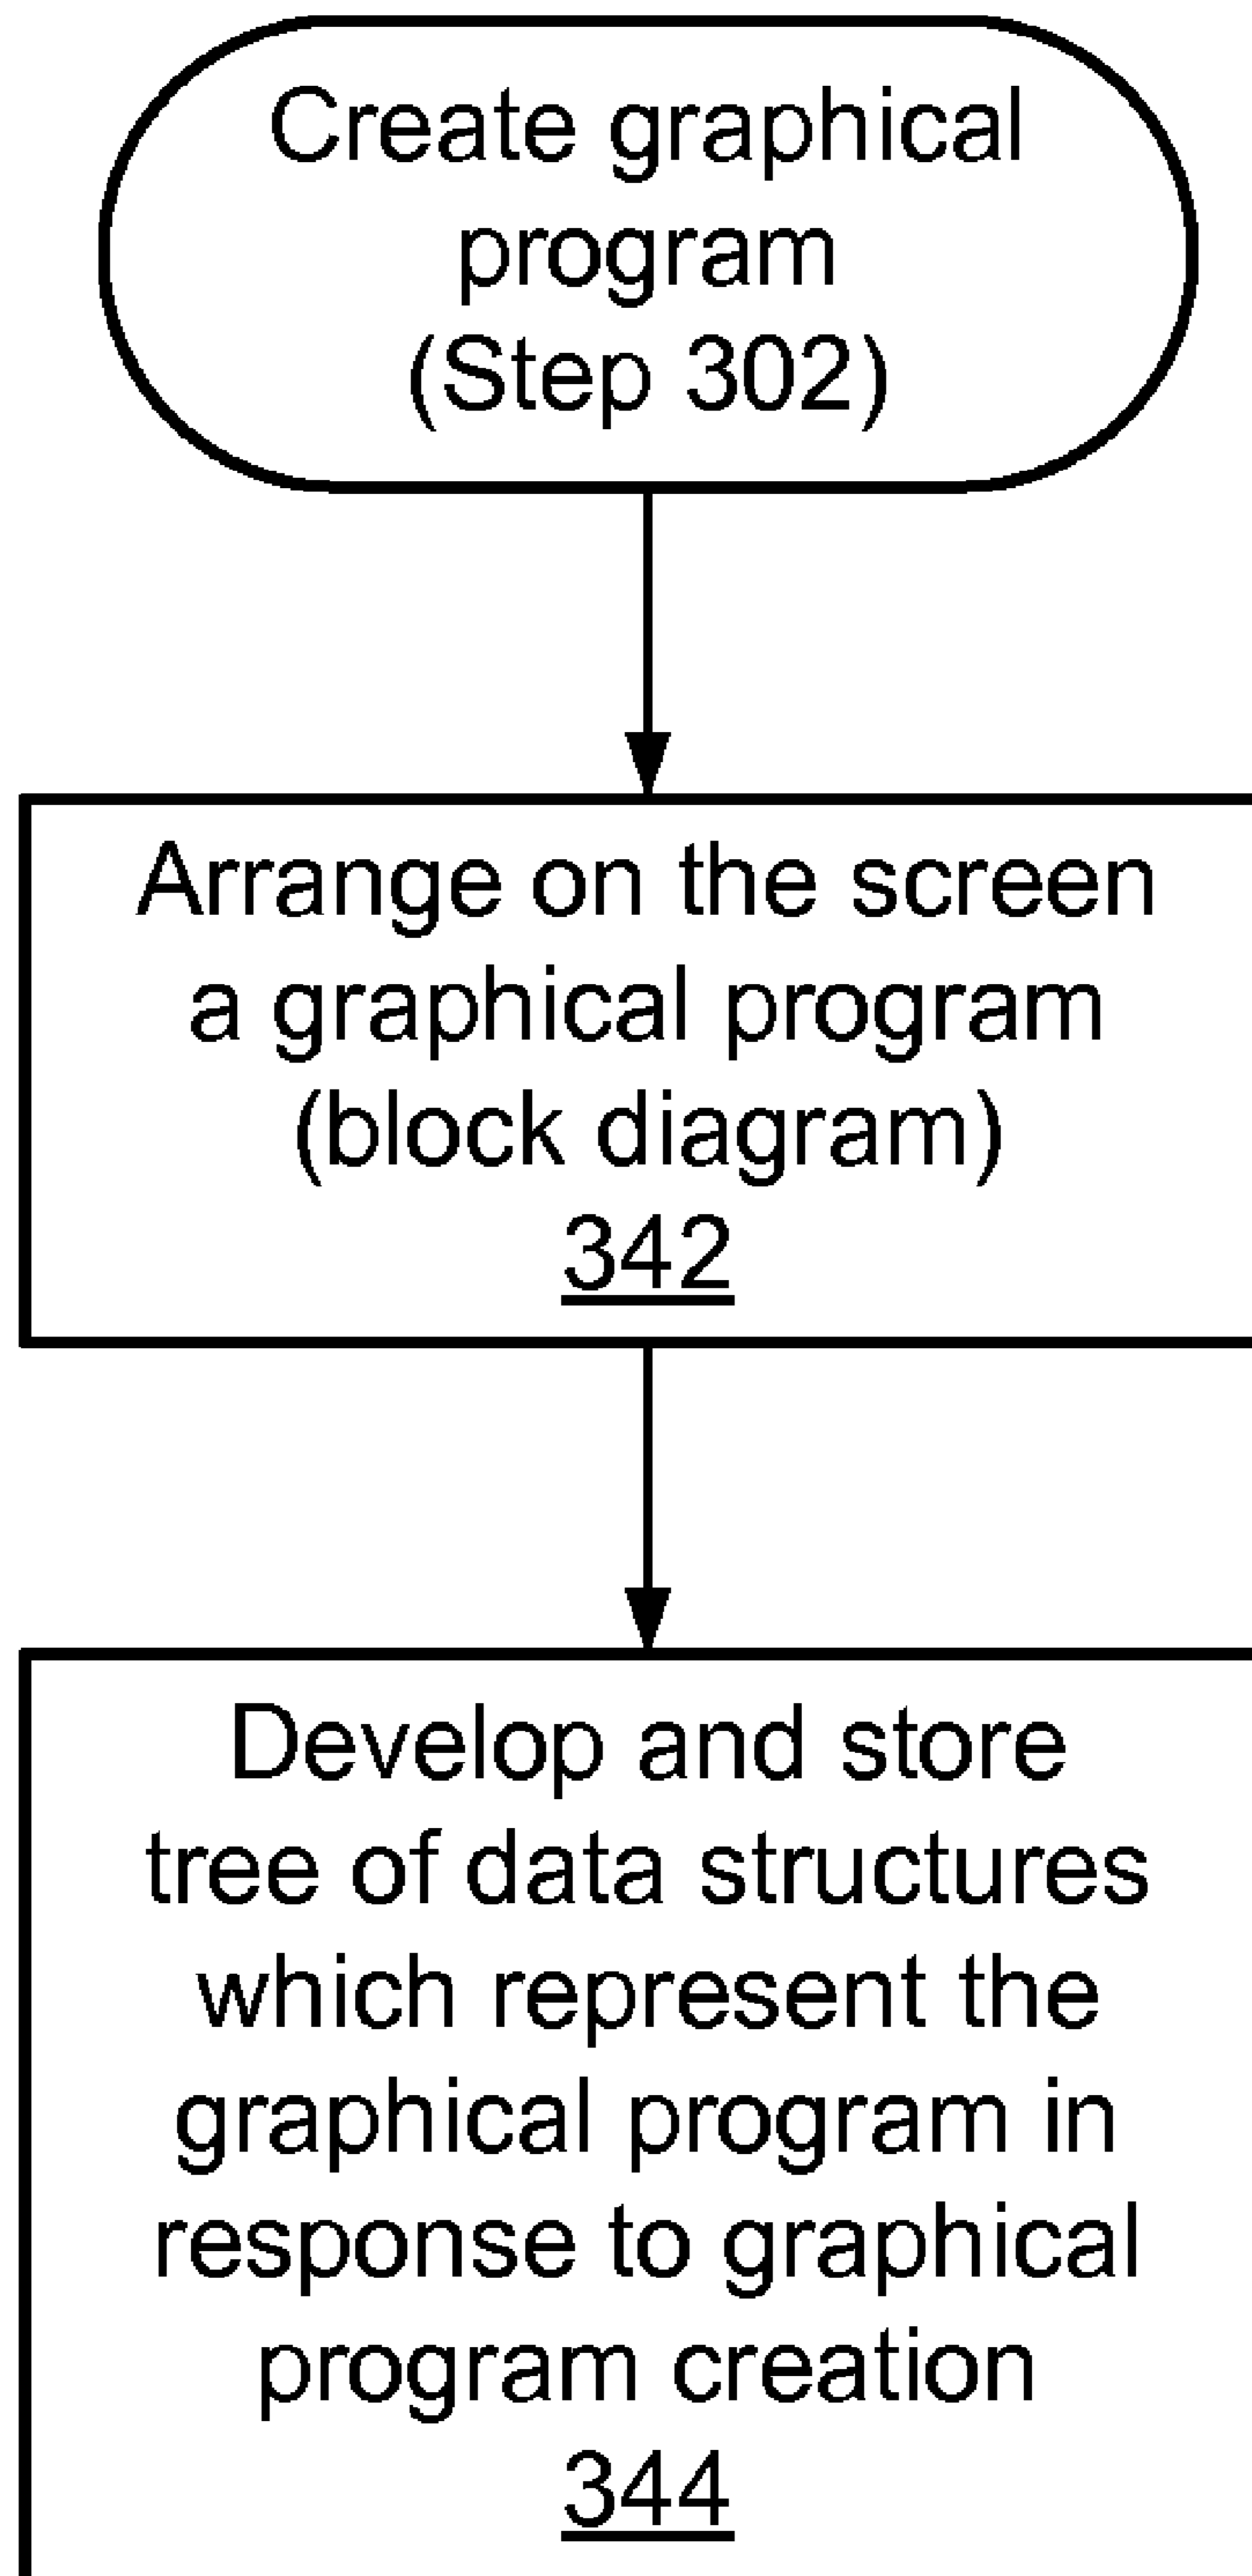 Create graphical
program
(Step 302)
Arrange on the screen
a graphical program
(block diagram)
342
Develop and store
tree of data structures
which represent the
graphical program in
response to graphical
program creation
344